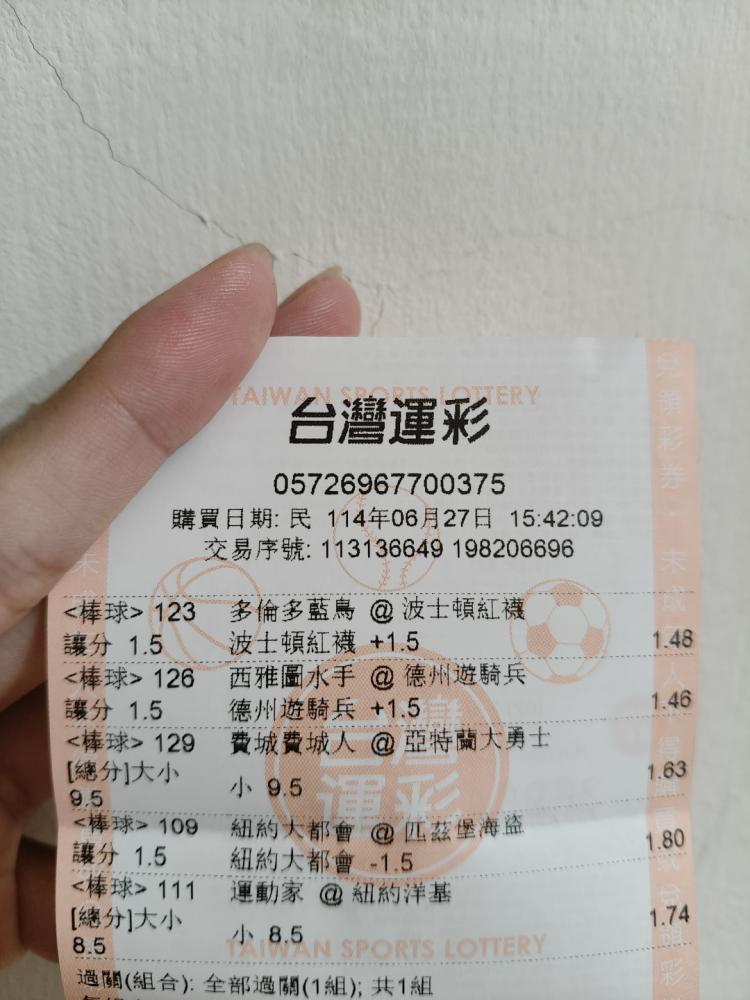 TAIWAN SPORTS LOTTERY
台灣運彩
05726967700375
購買日期: 民 114年06月27日 15:42:09
交易序號: 113136649 198206696
<棒球> 123 多倫多藍鳥 @ 波士頓紅襪
讓分 1.5 波士頓紅襪 +1.5 1.48
<棒球> 126 西雅圖水手 @ 德州遊騎兵
讓分 1.5 德州遊騎兵 +1.5 1.46
<棒球> 129 費城費城人 @ 亞特蘭大勇士
[總分]大小 小 9.5 1.63
9.5
<棒球> 109 紐約大都會 @ 匹茲堡海盜
讓分 1.5 紐約大都會 -1.5 1.80
<棒球> 111 運動家 @ 紐約洋基
[總分]大小 小 8.5 1.74
8.5
TAIWAN SPORTS LOTTERY
過關(組合): 全部過關(1組); 共1組
台灣運彩